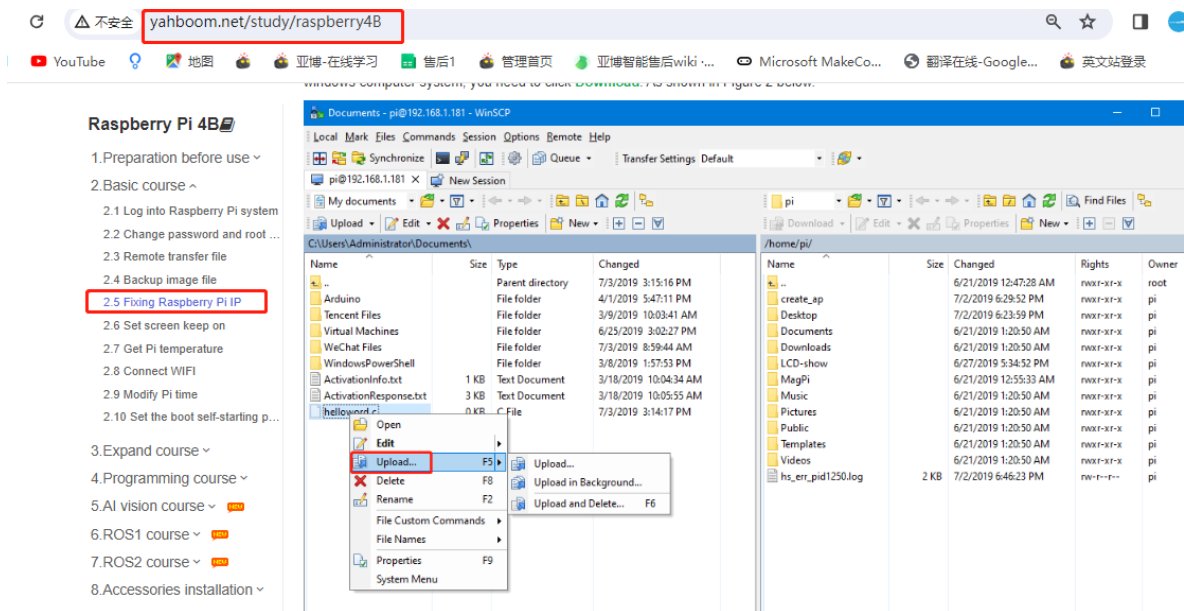 不安全 yahboom.net/study/raspberry4B
YouTube 地图 亚博-在线学习 售后1 管理首页 亚博智能售后wiki ·... Microsoft MakeCo... 翻译在线-Google... 英文站登录
windows computer system, you need to click Download. As shown in Figure 2 below.
Raspberry Pi 4B
1.Preparation before use
2.Basic course
2.1 Log into Raspberry Pi system
2.2 Change password and root ...
2.3 Remote transfer file
2.4 Backup image file
2.5 Fixing Raspberry Pi IP
2.6 Set screen keep on
2.7 Get Pi temperature
2.8 Connect WIFI
2.9 Modify Pi time
2.10 Set the boot self-starting p...
3.Expand course
4.Programming course
5.AI vision course
6.ROS1 course
7.ROS2 course
8.Accessories installation
Documents - pi@192.168.1.181 - WinSCP
Local Mark Files Commands Session Options Remote Help
Synchronize Queue Transfer Settings Default
pi@192.168.1.181 New Session
My documents
Upload Edit Properties New
C:\Users\Administrator\Documents\
Name Size Type Changed
.. Parent directory 7/3/2019 3:15:16 PM
Arduino File folder 4/1/2019 5:47:11 PM
Tencent Files File folder 3/9/2019 10:03:41 AM
Virtual Machines File folder 6/25/2019 3:02:27 PM
WeChat Files File folder 7/3/2019 8:59:44 AM
WindowsPowerShell File folder 3/8/2019 1:57:53 PM
ActivationInfo.txt 1 KB Text Document 3/18/2019 10:04:34 AM
ActivationResponse.txt 3 KB Text Document 3/18/2019 10:05:55 AM
helloword.c 0 KB C File 7/3/2019 3:14:17 PM
Open
Edit
Upload... F5
Delete F8
Rename F2
File Custom Commands
File Names
Properties F9
System Menu
Upload...
Upload in Background...
Upload and Delete... F6
pi Find Files
Download Edit Properties New
/home/pi/
Name Size Changed Rights Owner
.. 6/21/2019 12:47:28 AM rwxr-xr-x root
create_ap 7/2/2019 6:29:52 PM rwxr-xr-x pi
Desktop 7/2/2019 6:23:59 PM rwxr-xr-x pi
Documents 6/21/2019 1:20:50 AM rwxr-xr-x pi
Downloads 6/21/2019 1:20:50 AM rwxr-xr-x pi
LCD-show 6/27/2019 5:34:52 PM rwxr-xr-x pi
MagPi 6/21/2019 12:55:33 AM rwxr-xr-x pi
Music 6/21/2019 1:20:50 AM rwxr-xr-x pi
Pictures 6/21/2019 1:20:50 AM rwxr-xr-x pi
Public 6/21/2019 1:20:50 AM rwxr-xr-x pi
Templates 6/21/2019 1:20:50 AM rwxr-xr-x pi
Videos 6/21/2019 1:20:50 AM rwxr-xr-x pi
hs_err_pid1250.log 2 KB 7/2/2019 6:46:23 PM rw-r--r-- pi